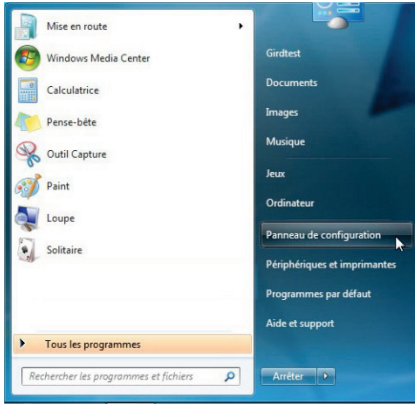 Mise en route
Windows Media Center
Calculatrice
Pense-bête
Outil Capture
Paint
Loupe
Solitaire
Tous les programmes
Rechercher les programmes et fichiers
Girdtest
Documents
Images
Musique
Jeux
Ordinateur
Panneau de configuration
Périphériques et imprimantes
Programmes par défaut
Aide et support
Arrêter